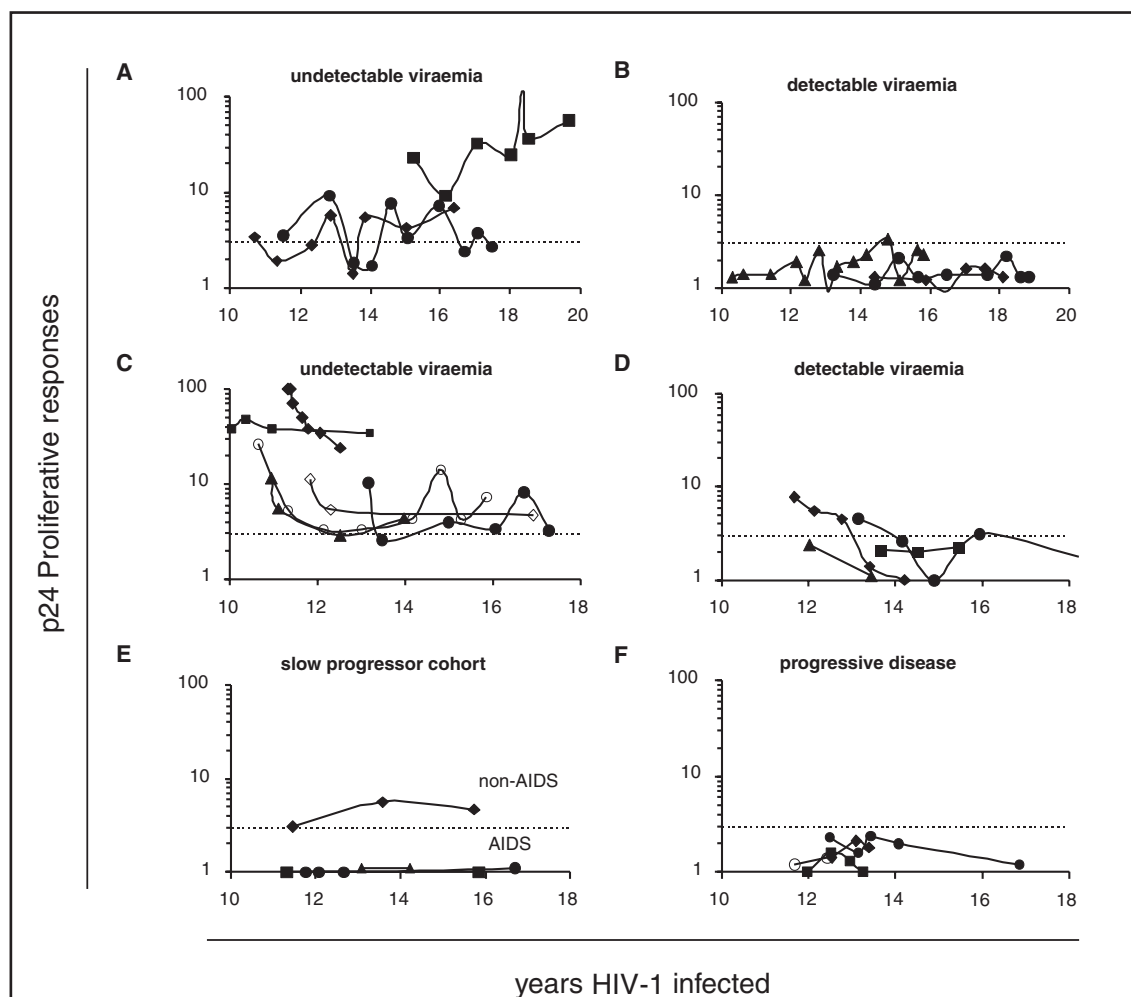 A
undetectable viraemia
100
10
1
10 12 14 16 18 20
B
detectable viraemia
100
10
1
10 12 14 16 18 20
C
undetectable viraemia
100
10
1
10 12 14 16 18 20
D
detectable viraemia
100
10
1
10 12 14 16 18
E
slow progressor cohort
100
10
1
non-AIDS
AIDS
10 12 14 16 18
F
progressive disease
100
10
1
10 12 14 16 18
p24 Proliferative responses
years HIV-1 infected